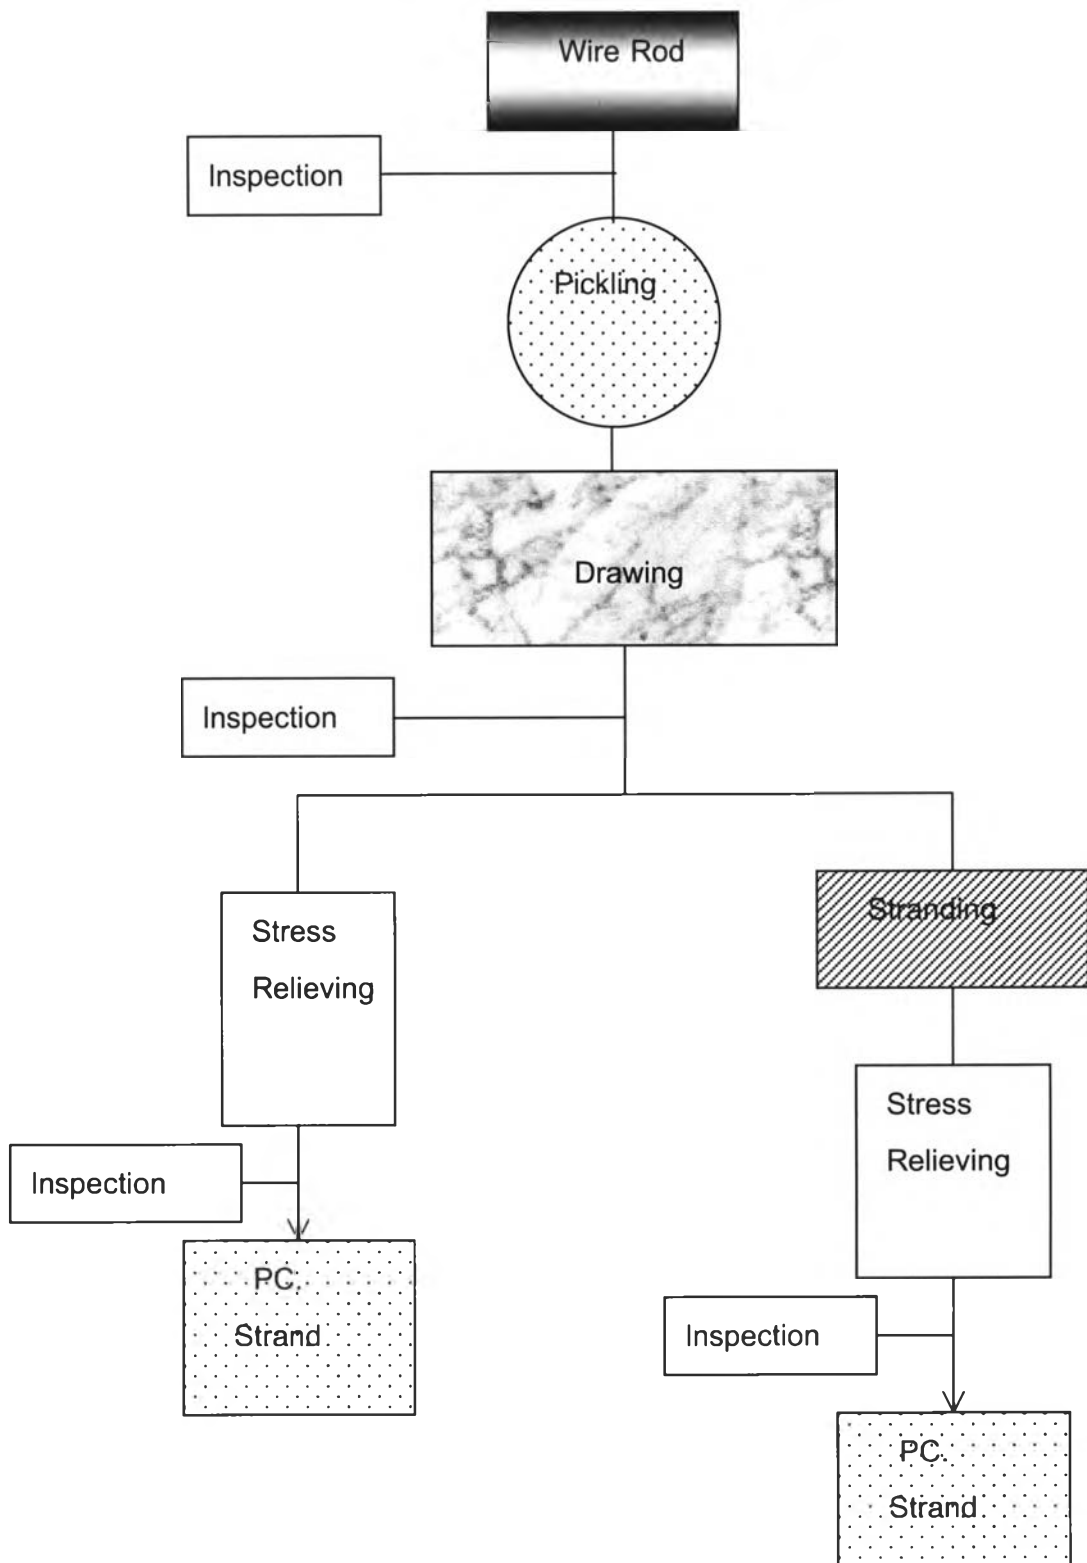 Wire Rod
Inspection
Pickling
Drawing
Inspection
Stress
Relieving
Stranding
Stress
Relieving
Inspection
PC.
Strand
Inspection
PC.
Strand